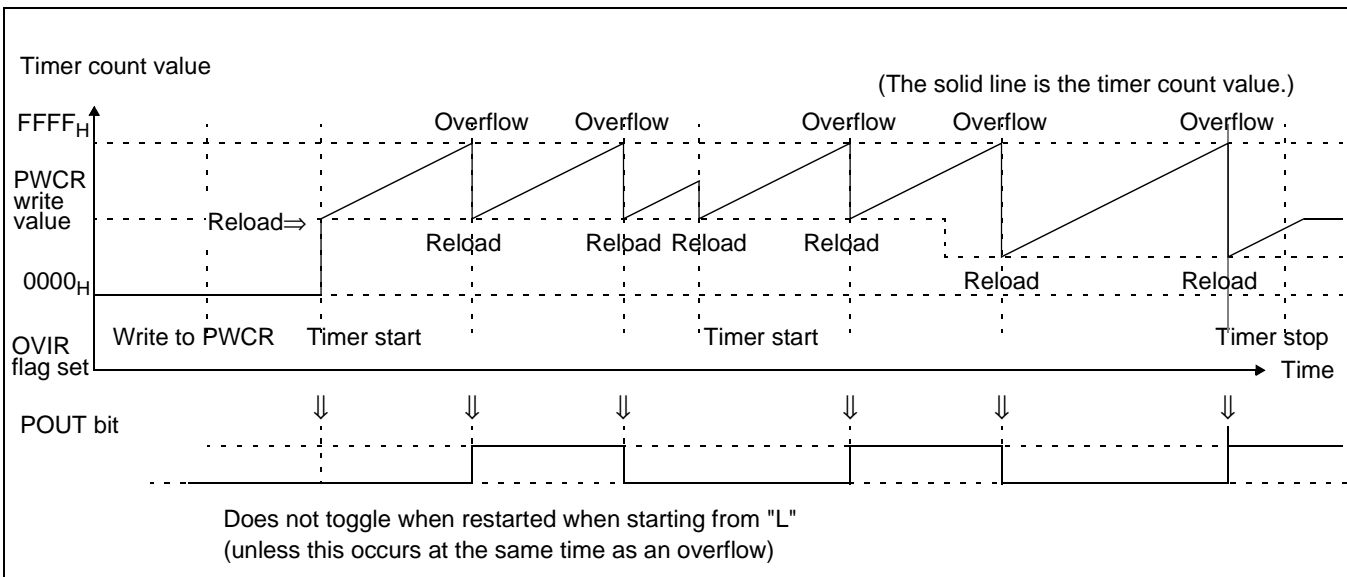 Timer count value
(The solid line is the timer count value.)
FFFFH
Overflow Overflow Overflow Overflow Overflow
PWCR
write
value
Reload⇒
Reload Reload Reload Reload
0000H
Reload Reload
Write to PWCR Timer start Timer start Timer stop
OVIR
flag set
Time
⇓ ⇓ ⇓ ⇓ ⇓ ⇓
POUT bit
Does not toggle when restarted when starting from "L"
(unless this occurs at the same time as an overflow)